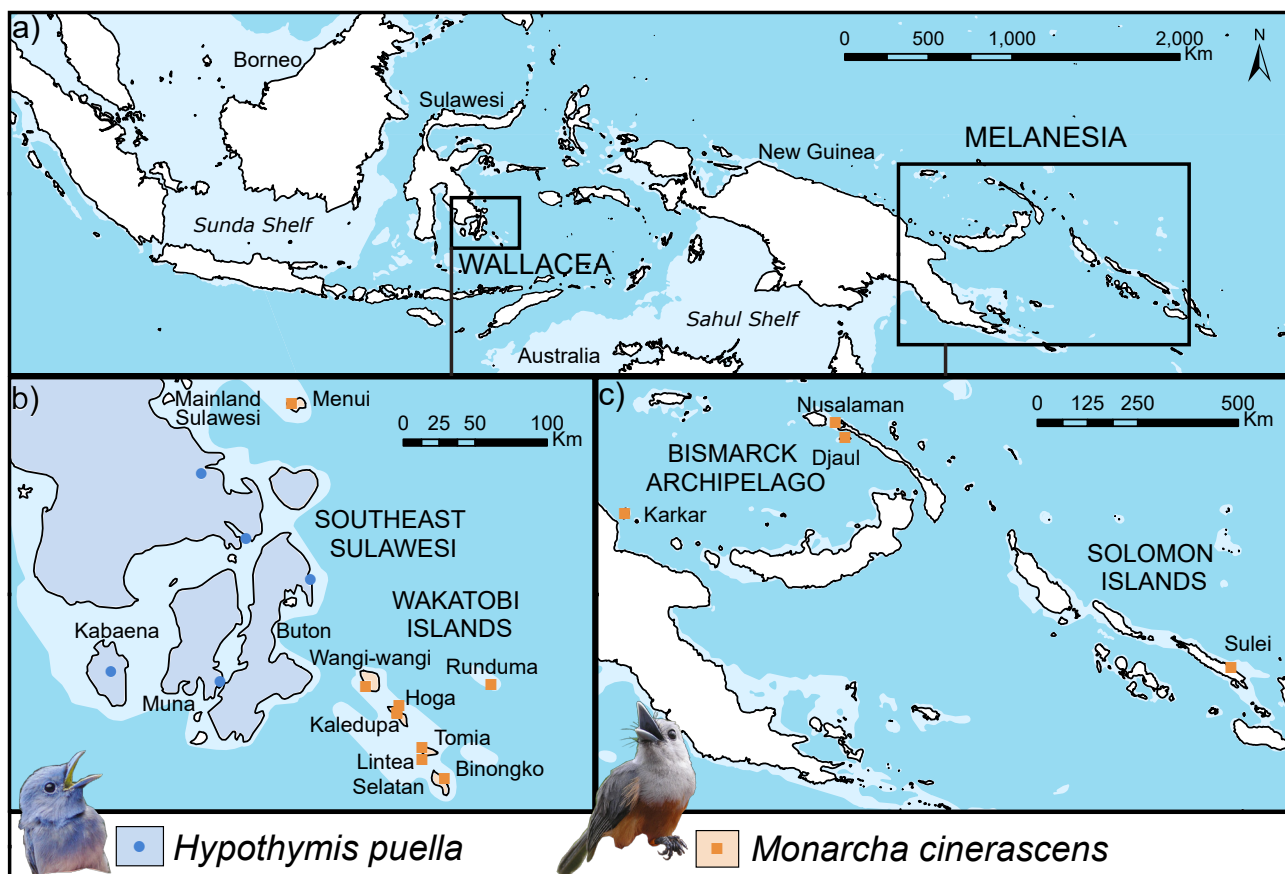 a)
Borneo
Sulawesi
0 500 1,000 2,000
Km
N
New Guinea
MELANESIA
Sunda Shelf
WALLACEA
Sahul Shelf
Australia
b)
Mainland
Sulawesi
Menui
0 25 50 100
Km
SOUTHEAST
SULAWESI
WAKATOBI
ISLANDS
Kabaena
Buton
Wangi-wangi
Runduma
Muna
Hoga
Kaledupa
Tomia
Lintea
Selatan
Binongko
c)
Nusalaman
0 125 250 500
Km
Djaul
BISMARCK
ARCHIPELAGO
Karkar
SOLOMON
ISLANDS
Sulei
Hypothymis puella
Monarcha cinerascens